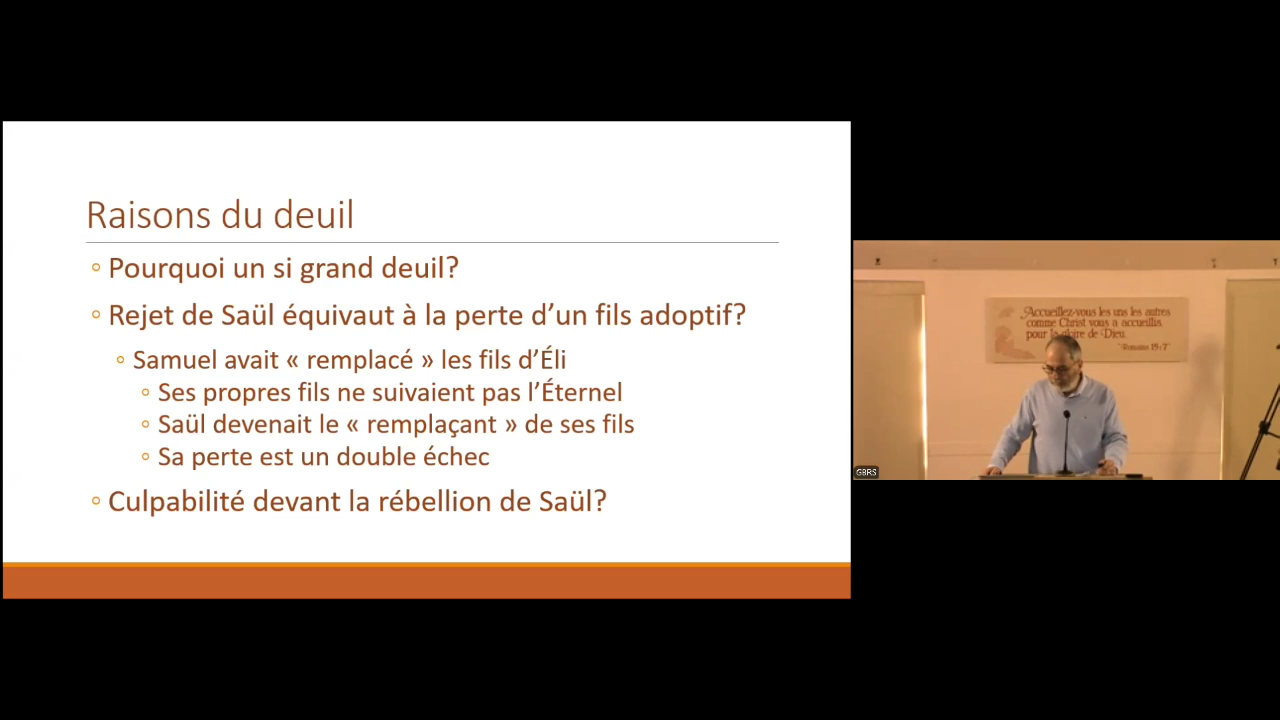 Raisons du deuil
Pourquoi un si grand deuil?
Rejet de Saül équivaut à la perte d’un fils adoptif?
Samuel avait « remplacé » les fils d’Éli
Ses propres fils ne suivaient pas l’Éternel
Saül devenait le « remplaçant » de ses fils
Sa perte est un double échec
Culpabilité devant la rébellion de Saül?
Accueillez-vous les uns les autres
comme Christ vous a accueillis
pour la gloire de Dieu.
Romains 15:7
GBRS